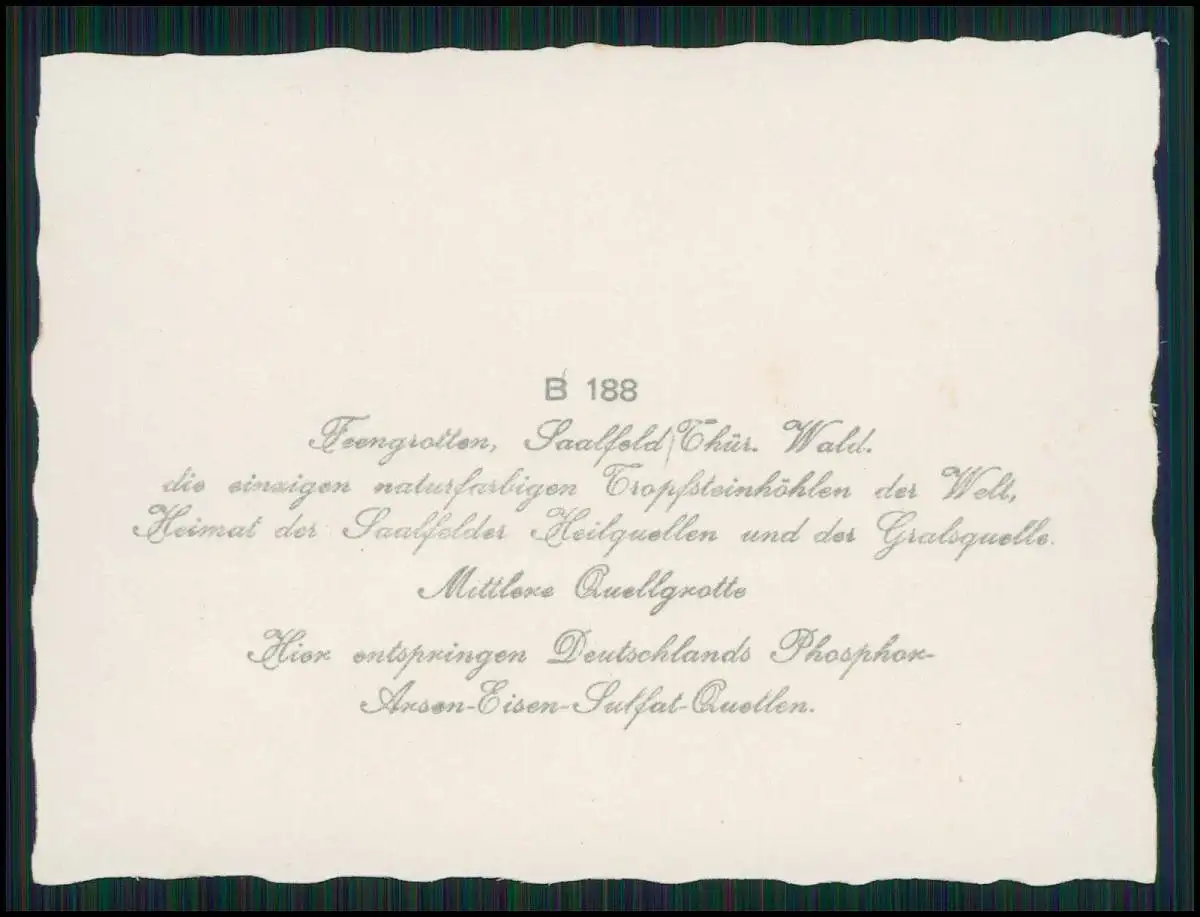 B 188
Feengrotten, Saalfeld/Thür. Wald.
die einzigen naturfarbigen Tropfsteinhöhlen der Welt,
Heimat der Saalfelder Heilquellen und der Gralsquelle.
Mittlere Quellgrotte
Hier entspringen Deutschlands Phosphor-
Arsen-Eisen-Sulfat-Quellen.